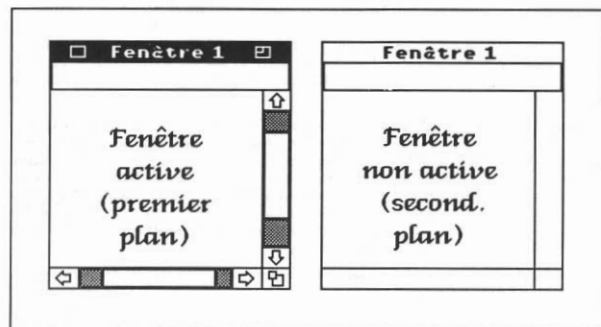 Fenêtre 1
Fenêtre
active
(premier
plan)
Fenêtre 1
Fenêtre
non active
(second.
plan)